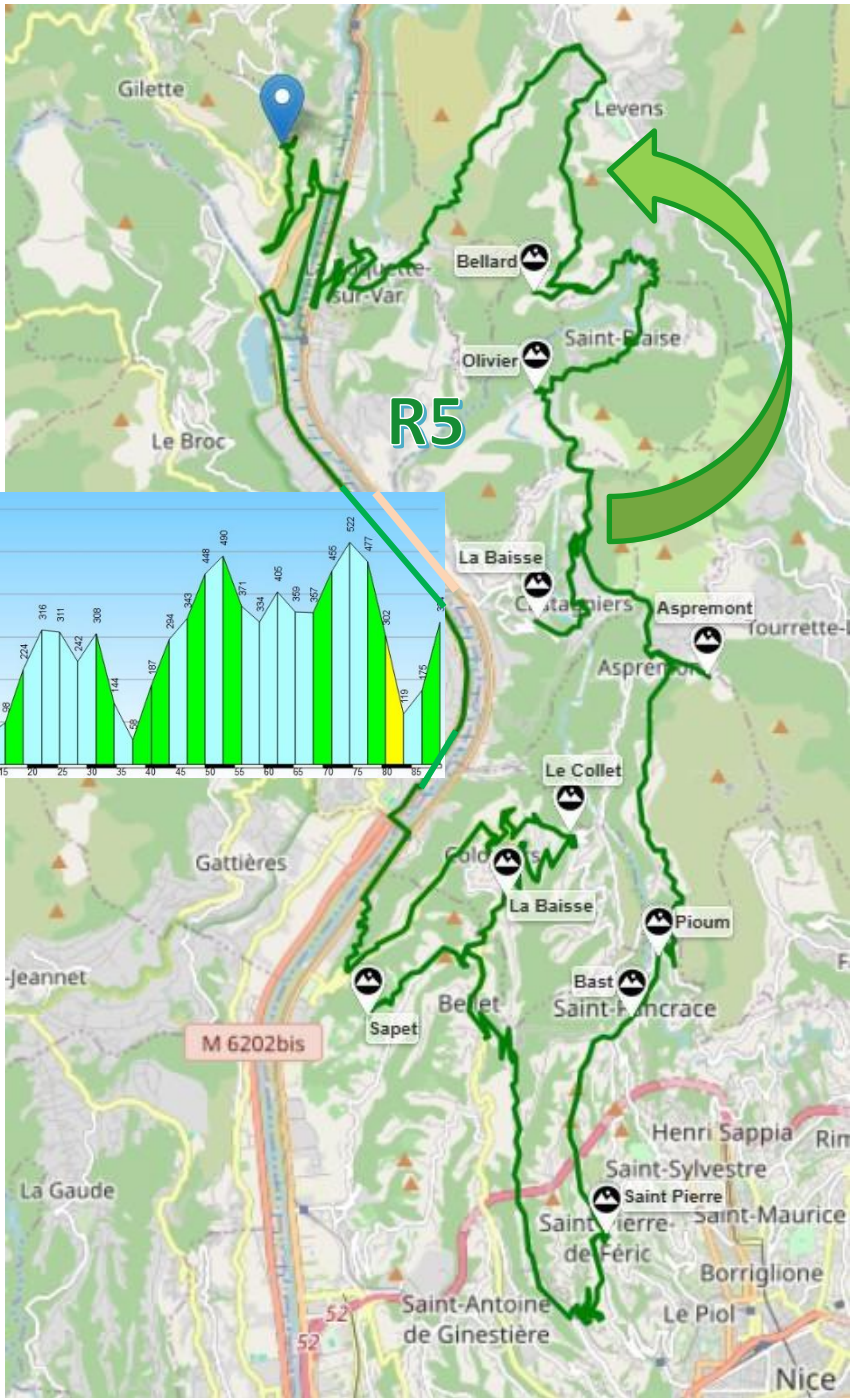 Gilette
Levens
Bellard
sur-Var
Saint-Blaise
Olivier
R5
Le Broc
La Baisse
Castagniers
Aspremont
Tourrette-L
Aspremont
98
224
316
311
242
308
144
58
187
294
343
448
490
371
334
405
359
357
455
522
477
302
119
175
15
20
25
30
35
40
45
50
55
60
65
70
75
80
85
Le Collet
Gattières
Colomars
La Baisse
Pioum
-Jeannet
Bast
Bellet
Saint-Pancrace
Sapet
M 6202bis
Henri Sappia
Rim
Saint-Sylvestre
La Gaude
Saint Pierre
Saint-Pierre-
de-Féric
Saint-Maurice
Borriglione
Saint-Antoine
de Ginestière
Le Piol
52
52
Nice